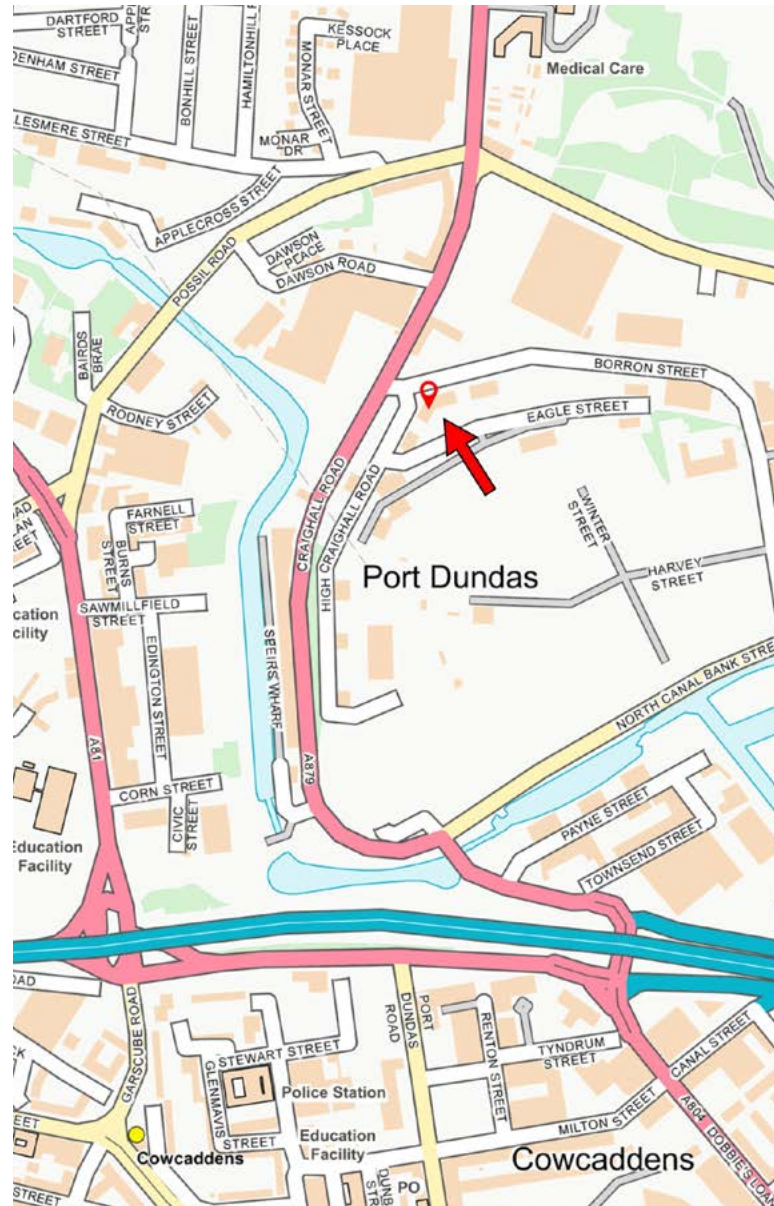 DARTFORD
STREET
KESSOCK
PLACE
DENHAM STREET
BONHILL STREET
HAMILTONHILL
MONAR STREET
Medical Care
MONAR
DR
APPLECROSS STREET
POSSIL ROAD
DAWSON
PLACE
DAWSON ROAD
BAIRDS
BRAE
BORRON STREET
RODNEY STREET
EAGLE STREET
CRAIGHALL ROAD
HIGH CRAIGHALL ROAD
FARNELL
STREET
BURNS
STREET
WINTER
STREET
Port Dundas
HARVEY
STREET
SAWMILLFIELD
STREET
EDINGTON STREET
SPEIRS WHARF
NORTH CANAL BANK STRE
A81
A879
CORN STREET
CIVIC
STREET
PAYNE STREET
Education
Facility
TOWNSEND STREET
GARSCUBE ROAD
PORT
DUNDAS
ROAD
RENTON STREET
TYNDRUM
STREET
CANAL STREET
STEWART STREET
GLENMAVIS
STREET
Police Station
MILTON STREET
A804
DOBBIE'S LOAN
Education
Facility
Cowcaddens
Cowcaddens
PO
STREET